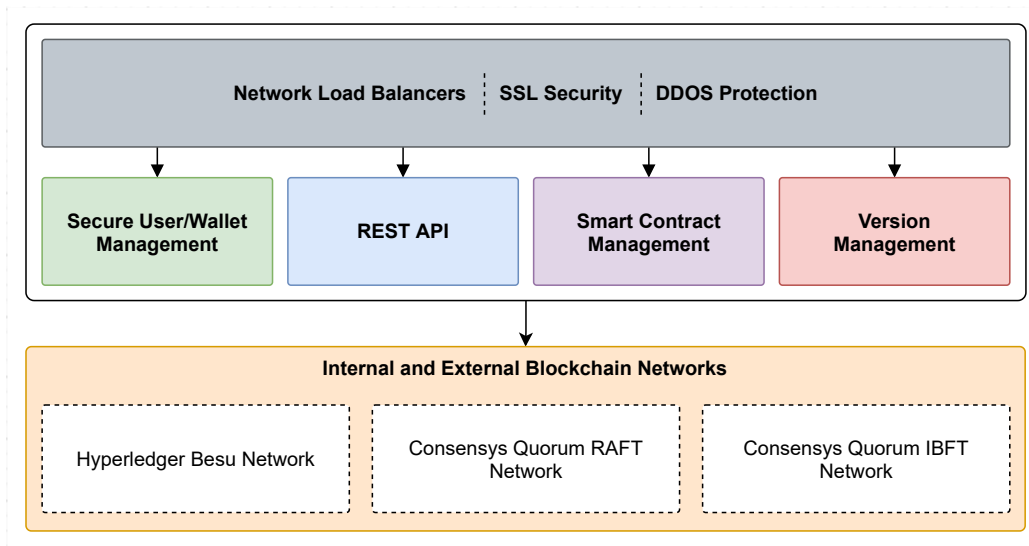 Network Load Balancers SSL Security DDOS Protection
Secure User/Wallet
Management
REST API
Smart Contract
Management
Version
Management
Internal and External Blockchain Networks
Hyperledger Besu Network
Consensys Quorum RAFT
Network
Consensys Quorum IBFT
Network